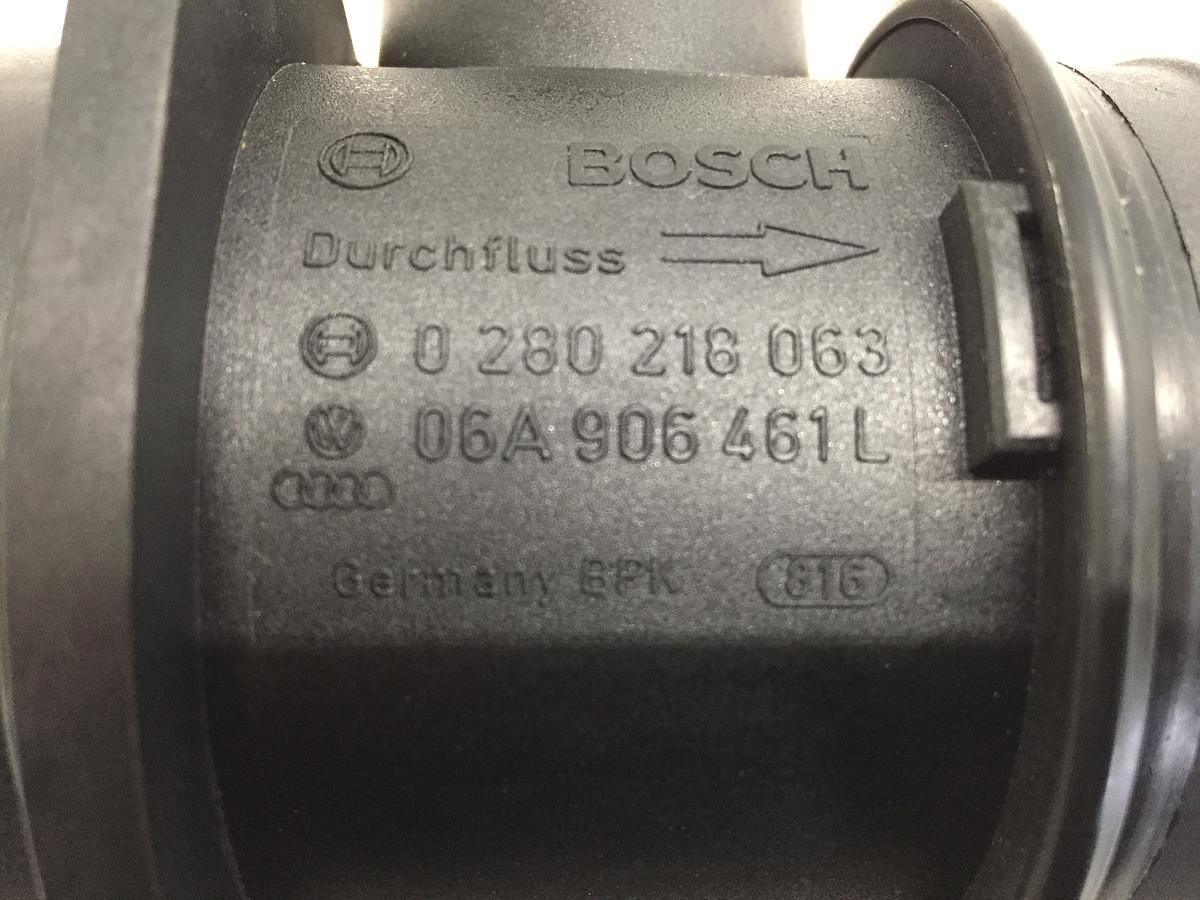 BOSCH
Durchfluss
0 280 218 063
06A 906 461 L
Germany BPK 816